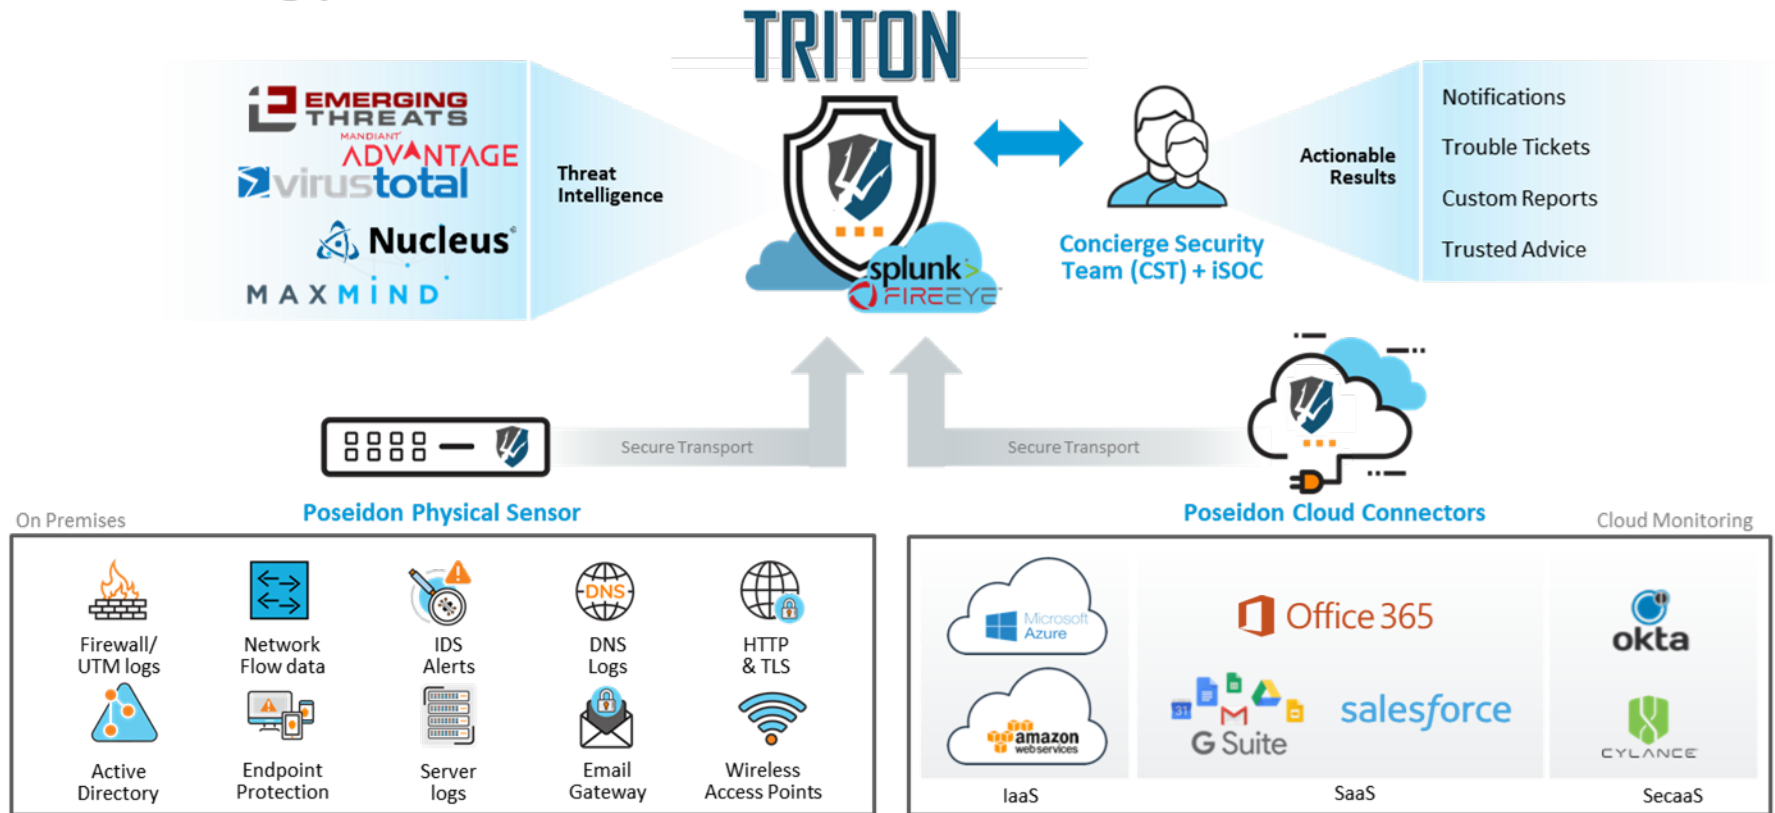 TRITON
EMERGING
THREATS
MANDIANT
ADVANTAGE
virustotal
Nucleus
MAXMIND
Threat
Intelligence
splunk>
FIREEYE
Concierge Security
Team (CST) + iSOC
Actionable
Results
Notifications
Trouble Tickets
Custom Reports
Trusted Advice
Secure Transport
Secure Transport
On Premises
Poseidon Physical Sensor
Poseidon Cloud Connectors
Cloud Monitoring
Firewall/
UTM logs
Network
Flow data
IDS
Alerts
DNS
DNS
Logs
HTTP
& TLS
Active
Directory
Endpoint
Protection
Server
logs
Email
Gateway
Wireless
Access Points
Microsoft
Azure
amazon
webservices
IaaS
Office 365
31
G Suite
salesforce
SaaS
okta
CYLANCE
SecaaS